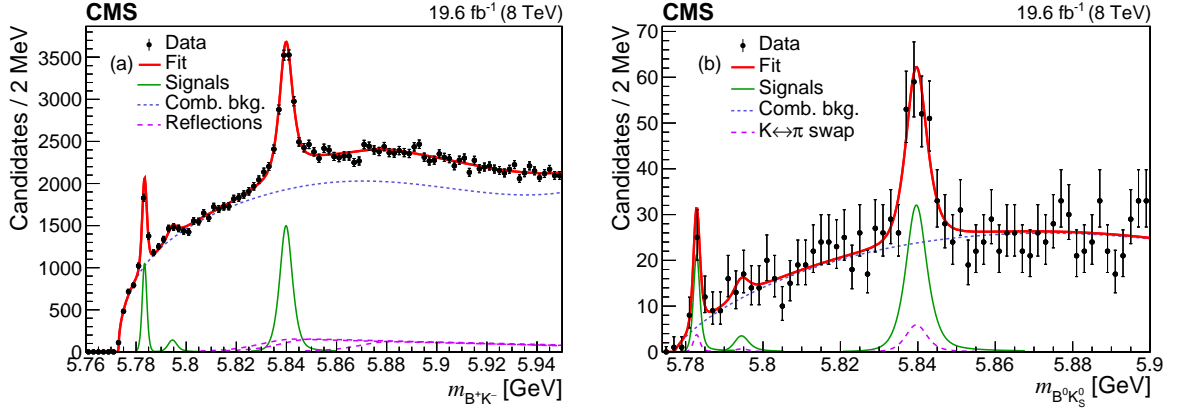 CMS 19.6 fb⁻¹ (8 TeV)
Candidates / 2 MeV
(a)
Data
Fit
Signals
Comb. bkg.
Reflections
3500
3000
2500
2000
1500
1000
500
0
5.76 5.78 5.8 5.82 5.84 5.86 5.88 5.9 5.92 5.94
m_B⁺K⁻ [GeV]
CMS 19.6 fb⁻¹ (8 TeV)
Candidates / 2 MeV
(b)
Data
Fit
Signals
Comb. bkg.
K↔π swap
70
60
50
40
30
20
10
0
5.78 5.8 5.82 5.84 5.86 5.88 5.9
m_B⁰K_S⁰ [GeV]